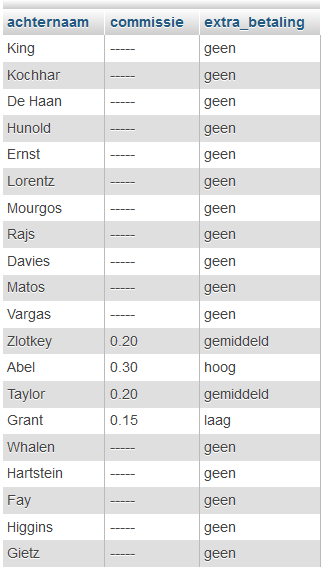 achternaam commissie extra_betaling
King ----- geen
Kochhar ----- geen
De Haan ----- geen
Hunold ----- geen
Ernst ----- geen
Lorentz ----- geen
Mourgos ----- geen
Rajs ----- geen
Davies ----- geen
Matos ----- geen
Vargas ----- geen
Zlotkey 0.20 gemiddeld
Abel 0.30 hoog
Taylor 0.20 gemiddeld
Grant 0.15 laag
Whalen ----- geen
Hartstein ----- geen
Fay ----- geen
Higgins ----- geen
Gietz ----- geen